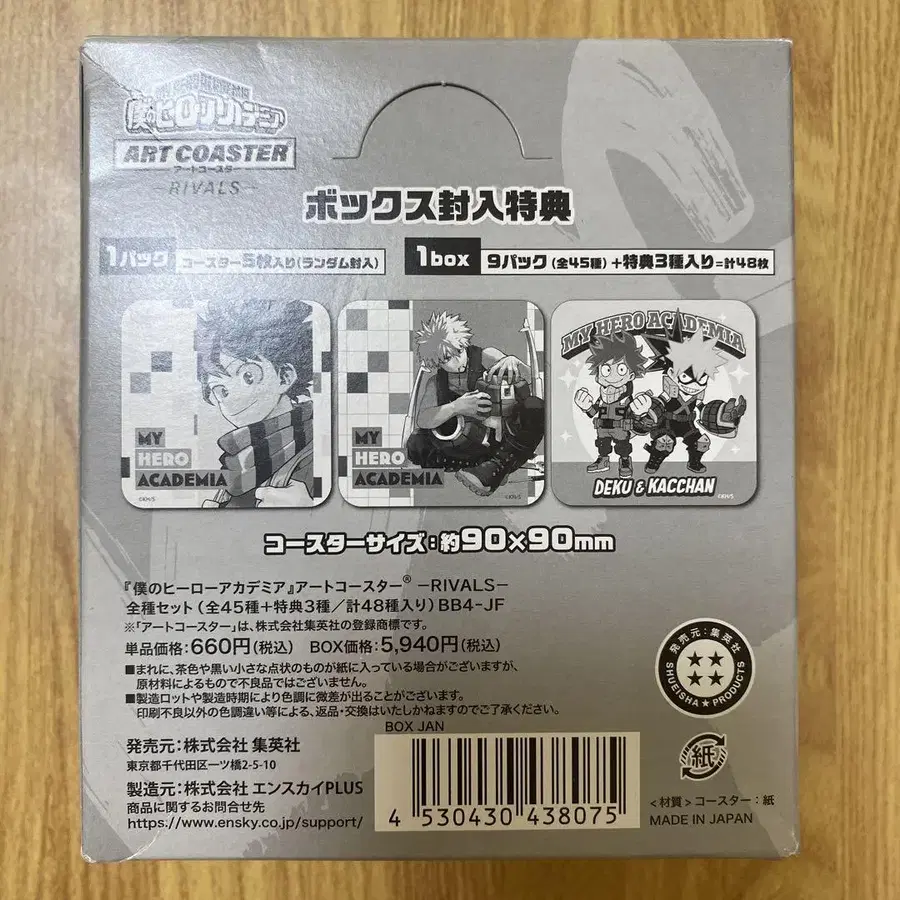 MY HERO ACADEMIA
僕のヒーローアカデミア
ART COASTER
アートコースター
-RIVALS-
ボックス封入特典
1パック コースター5枚入り(ランダム封入)
1box 9パック(全45種)+特典3種入り=計48枚
MY
HERO
ACADEMIA
©KH/S
MY
HERO
ACADEMIA
©KH/S
MY HERO ACADEMIA
DEKU & KACCHAN
©KH/S
コースターサイズ:約90×90mm
『僕のヒーローアカデミア』アートコースター® -RIVALS-
全種セット(全45種+特典3種/計48種入り)BB4-JF
※「アートコースター」は、株式会社集英社の登録商標です。
単品価格:660円(税込) BOX価格:5,940円(税込)
■まれに、茶色や黒い小さな点状のものが紙に入っている場合がございますが、
原材料によるもので不良品ではございません。
■製造ロットや製造時期により色調に微差が出ることがございます。
印刷不良以外の色調違い等による、返品・交換はいたしかねますのでご了承ください。
発売元:集英社
SHUEISHA★PRODUCTS
BOX JAN
発売元:株式会社 集英社
東京都千代田区一ツ橋2-5-10
製造元:株式会社 エンスカイPLUS
商品に関するお問合せ先
https://www.ensky.co.jp/support/
4 530430 438075
紙
<材質>コースター:紙
MADE IN JAPAN